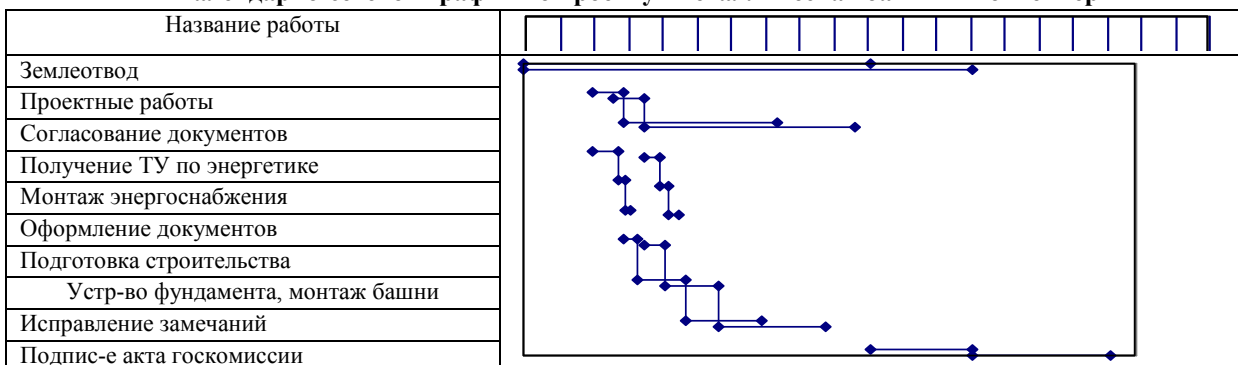 Название работы
Землеотвод
Проектные работы
Согласование документов
Получение ТУ по энергетике
Монтаж энергоснабжения
Оформление документов
Подготовка строительства
Устр-во фундамента, монтаж башни
Исправление замечаний
Подпис-е акта госкомиссии